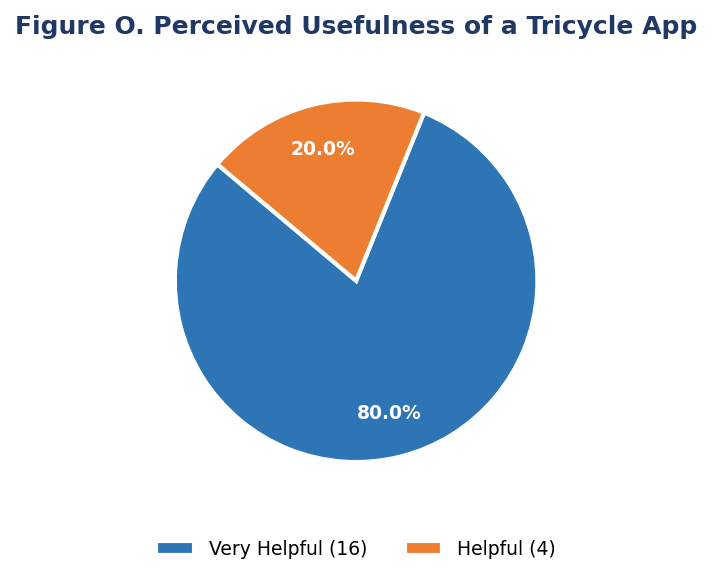 Figure O. Perceived Usefulness of a Tricycle App
20.0%
80.0%
Very Helpful (16) Helpful (4)